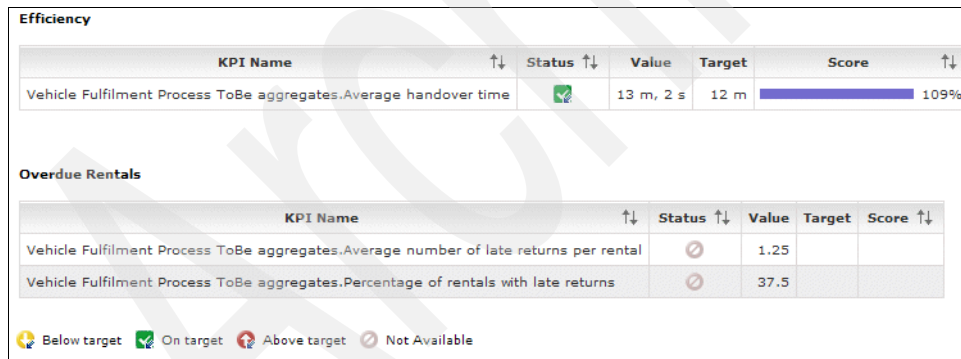 Efficiency
KPI Name Status Value Target Score
Vehicle Fulfilment Process ToBe aggregates.Average handover time 13 m, 2 s 12 m 109%
Overdue Rentals
KPI Name Status Value Target Score
Vehicle Fulfilment Process ToBe aggregates.Average number of late returns per rental 1.25
Vehicle Fulfilment Process ToBe aggregates.Percentage of rentals with late returns 37.5
Below target On target Above target Not Available